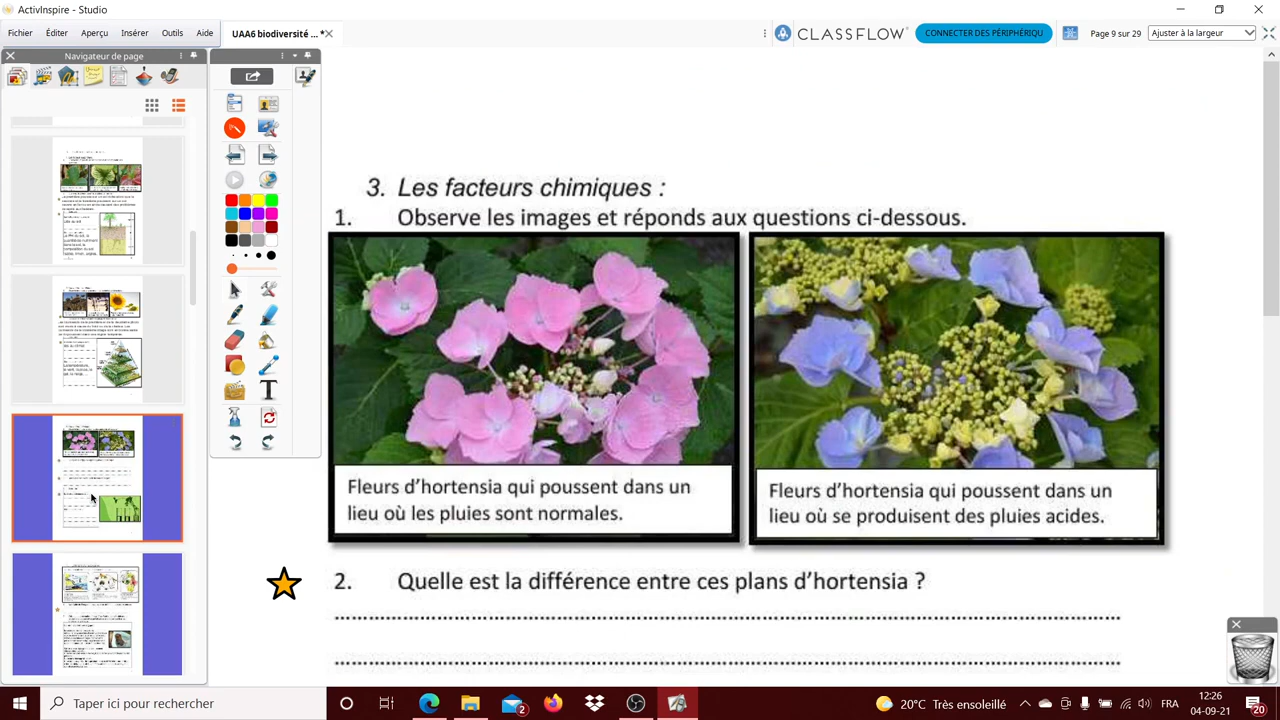 ActivInspire - Studio
Fichier Éditer Aperçu Insérer Outils Aide
UAA6 biodiversité ... *
CLASSFLOW
CONNECTER DES PÉRIPHÉRIQU
Page 9 sur 29
Ajuster à la largeur
Navigateur de page
3. Les facteurs chimiques :
1. Observe les images et réponds aux questions ci-dessous.
Fleurs d'hortensia qui poussent dans un
lieu où les pluies sont normales.
Fleurs d'hortensia qui poussent dans un
lieu où se produisent des pluies acides.
2. Quelle est la différence entre ces plans d'hortensia ?
Taper ici pour rechercher
2
20°C Très ensoleillé
FRA
12:26
04-09-21
20